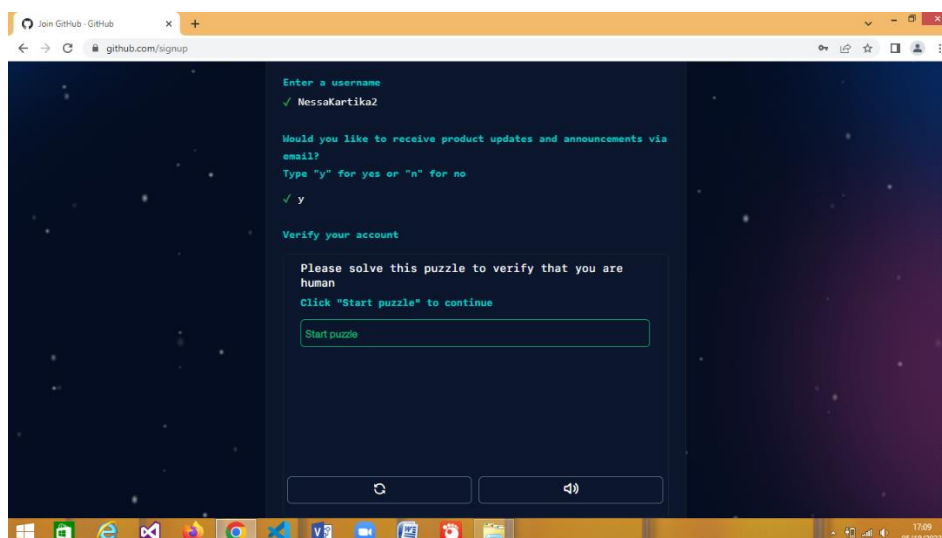 Join GitHub · GitHub
github.com/signup
Enter a username
✓ NessaKartika2
Would you like to receive product updates and announcements via
email?
Type "y" for yes or "n" for no
✓ y
Verify your account
Please solve this puzzle to verify that you are
human
Click "Start puzzle" to continue
Start puzzle
17:09